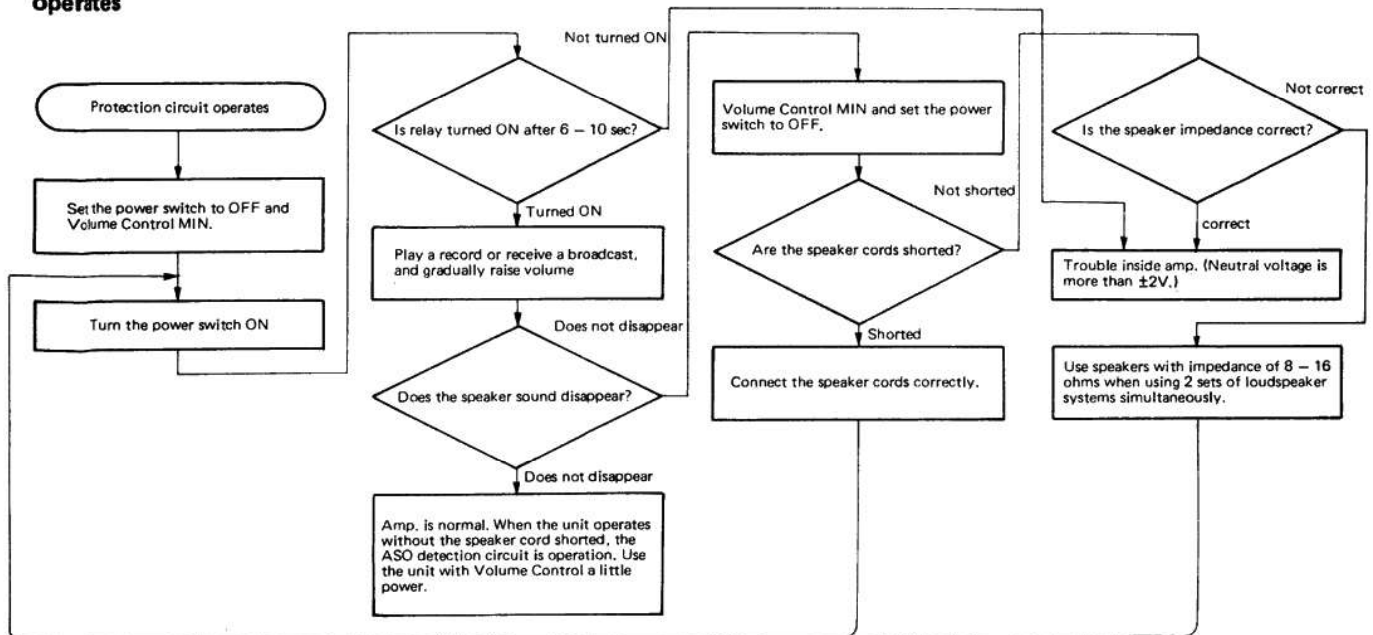 operates
Protection circuit operates
Set the power switch to OFF and
Volume Control MIN.
Turn the power switch ON
Not turned ON
Is relay turned ON after 6 – 10 sec?
Turned ON
Play a record or receive a broadcast,
and gradually raise volume
Does not disappear
Does the speaker sound disappear?
Does not disappear
Amp. is normal. When the unit operates
without the speaker cord shorted, the
ASO detection circuit is operation. Use
the unit with Volume Control a little
power.
Volume Control MIN and set the power
switch to OFF.
Not shorted
Are the speaker cords shorted?
Shorted
Connect the speaker cords correctly.
Not correct
Is the speaker impedance correct?
correct
Trouble inside amp. (Neutral voltage is
more than ±2V.)
Use speakers with impedance of 8 – 16
ohms when using 2 sets of loudspeaker
systems simultaneously.